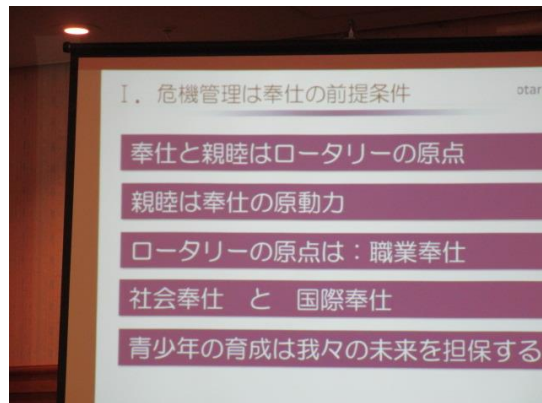 Ⅰ．危機管理は奉仕の前提条件
otar
奉仕と親睦はロータリーの原点
親睦は奉仕の原動力
ロータリーの原点は：職業奉仕
社会奉仕　と　国際奉仕
青少年の育成は我々の未来を担保する